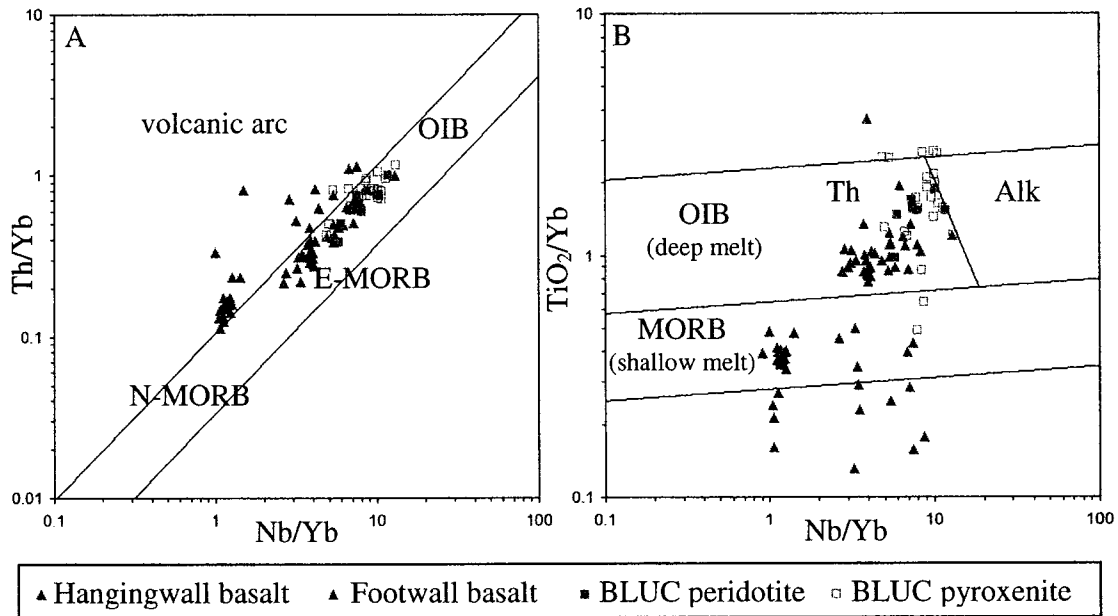 A
10
1
0.1
0.01
0.1
1
10
100
Th/Yb
Nb/Yb
volcanic arc
OIB
E-MORB
N-MORB
B
10
1
0.1
0.1
1
10
100
TiO₂/Yb
Nb/Yb
Th
Alk
OIB
(deep melt)
MORB
(shallow melt)
Hangingwall basalt Footwall basalt BLUC peridotite BLUC pyroxenite